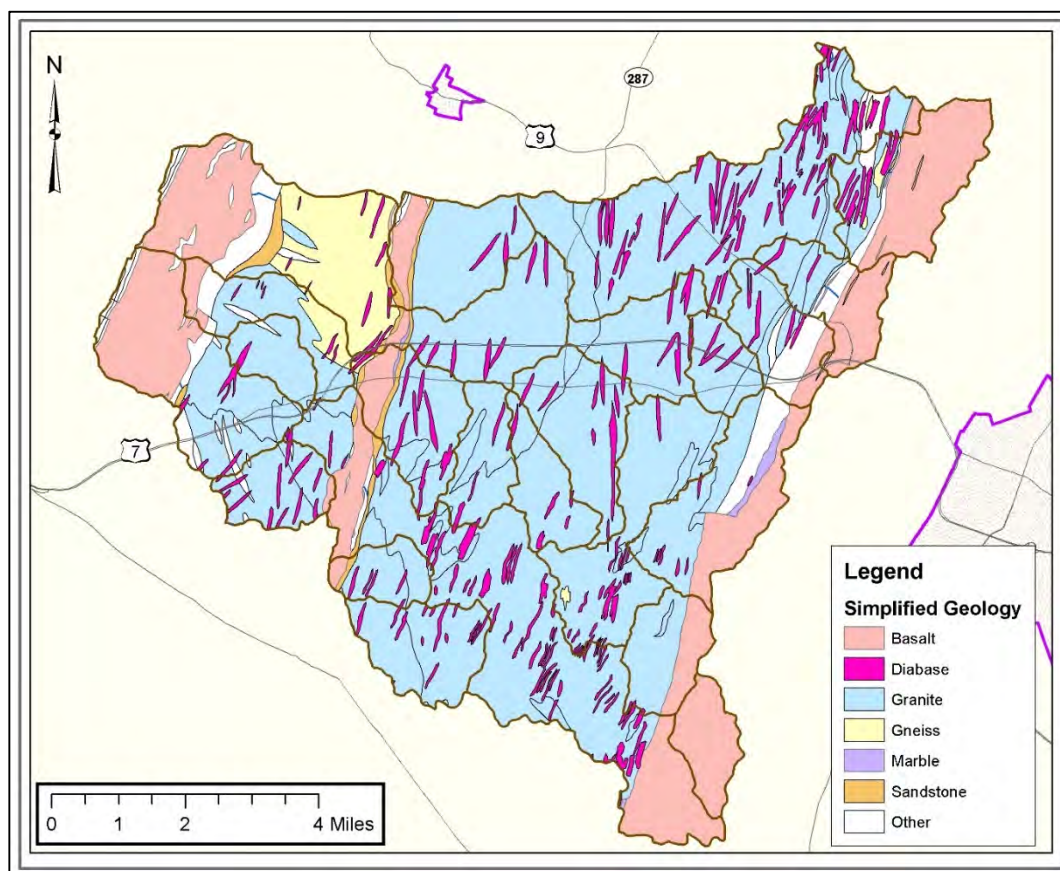 N
287
9
7
Legend
Simplified Geology
Basalt
Diabase
Granite
Gneiss
Marble
Sandstone
Other
0 1 2 4 Miles